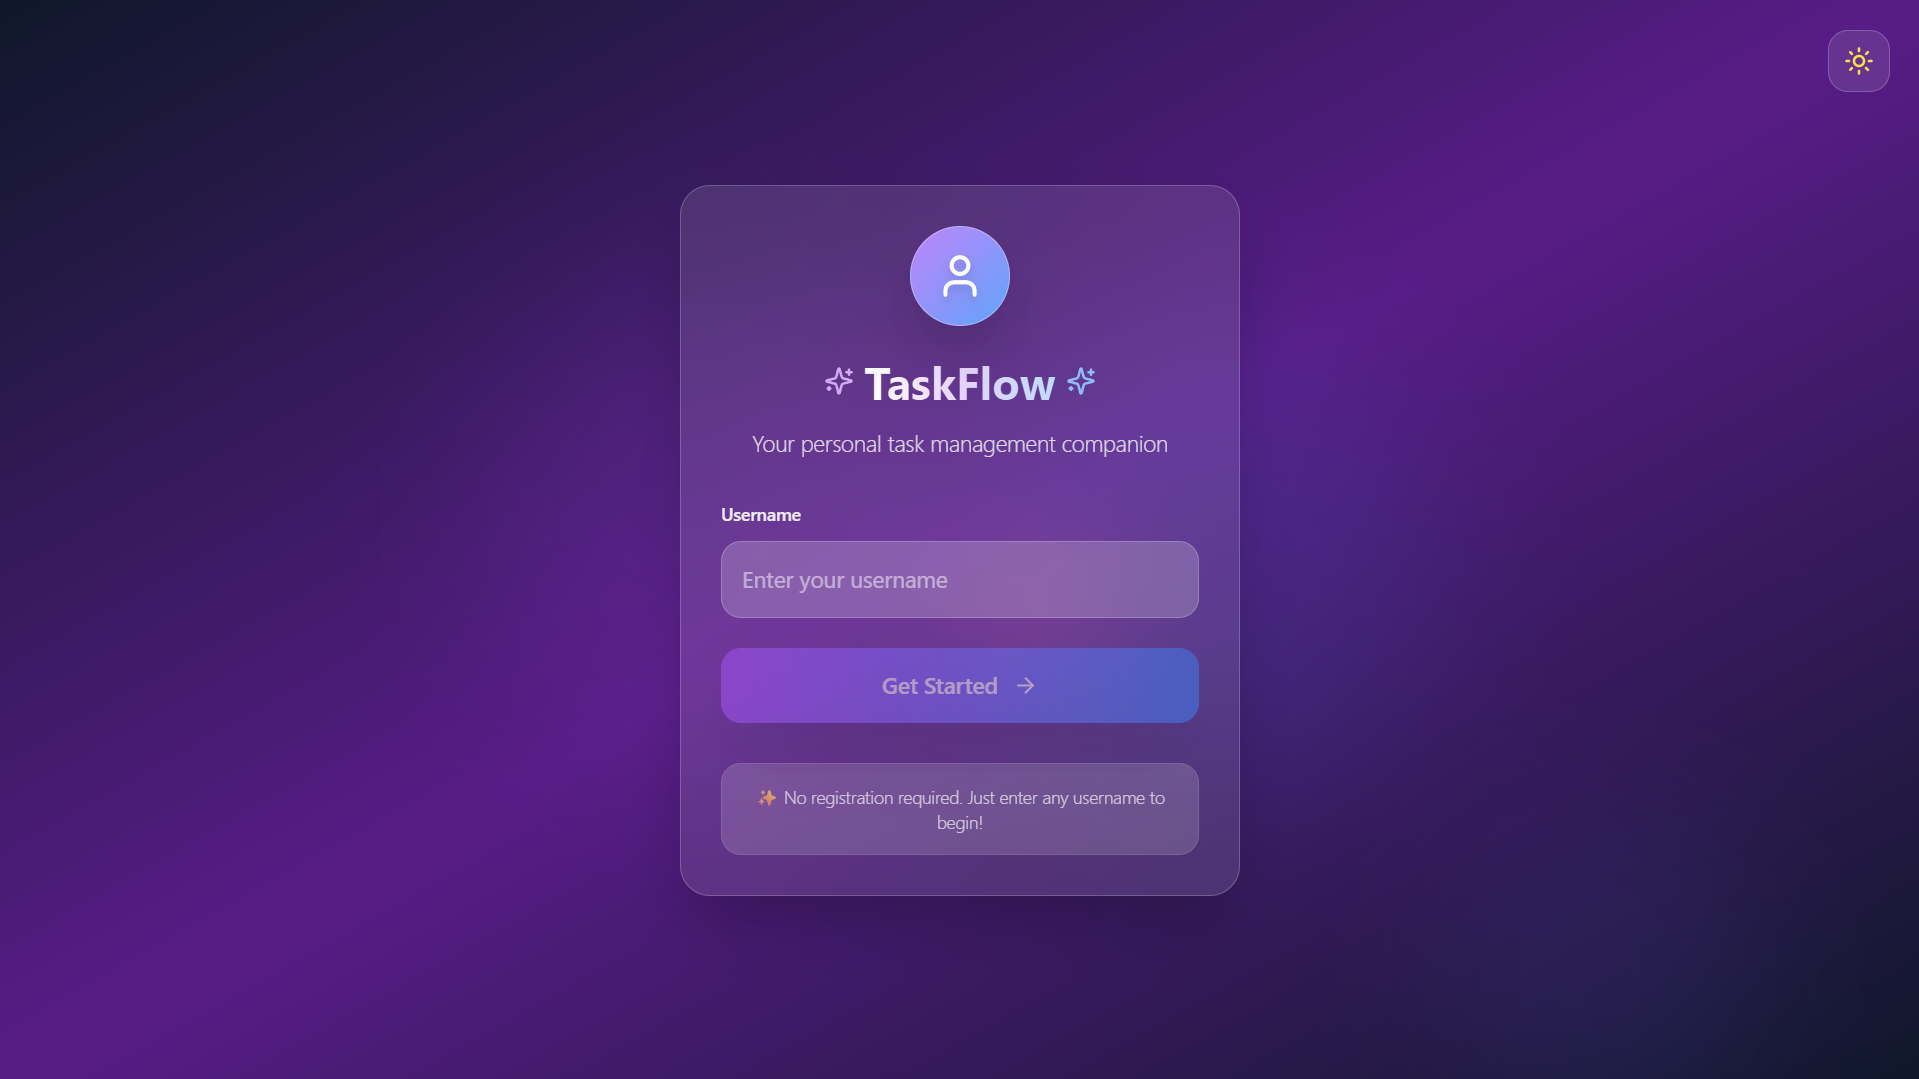 TaskFlow
Your personal task management companion
Username
Enter your username
Get Started
✨ No registration required. Just enter any username to
begin!